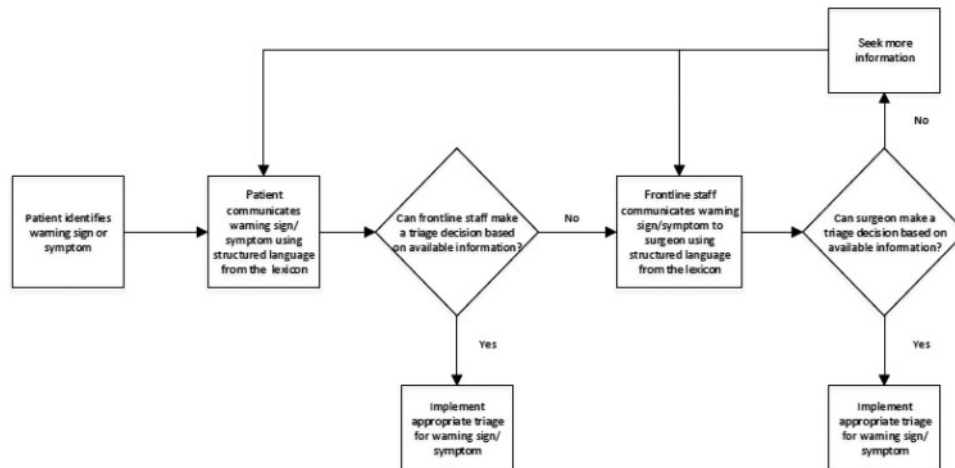 Seek more
information
No
Patient identifies
warning sign or
symptom
Patient
communicates
warning sign/
symptom using
structured language
from the lexicon
Can frontline staff make
a triage decision based
on available information?
No
Frontline staff
communicates warning
sign/symptom to
surgeon using
structured language
from the lexicon
Can surgeon make a
triage decision based on
available information?
Yes
Yes
Implement
appropriate triage
for warning sign/
symptom
Implement
appropriate triage
for warning sign/
symptom